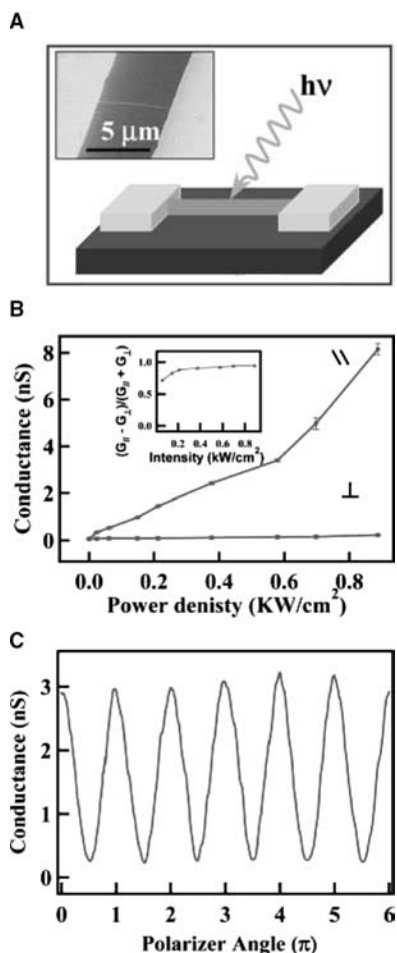 A
5 μm
hν
B
8
6
4
2
0
Conductance (nS)
//
⊥
1.0
0.5
0.0
(G// - G⊥)/(G// + G⊥)
0.2 0.4 0.6 0.8
Intensity (kW/cm²)
0.0 0.2 0.4 0.6 0.8
Power denisty (KW/cm²)
C
3
2
1
0
Conductance (nS)
0 1 2 3 4 5 6
Polarizer Angle (π)